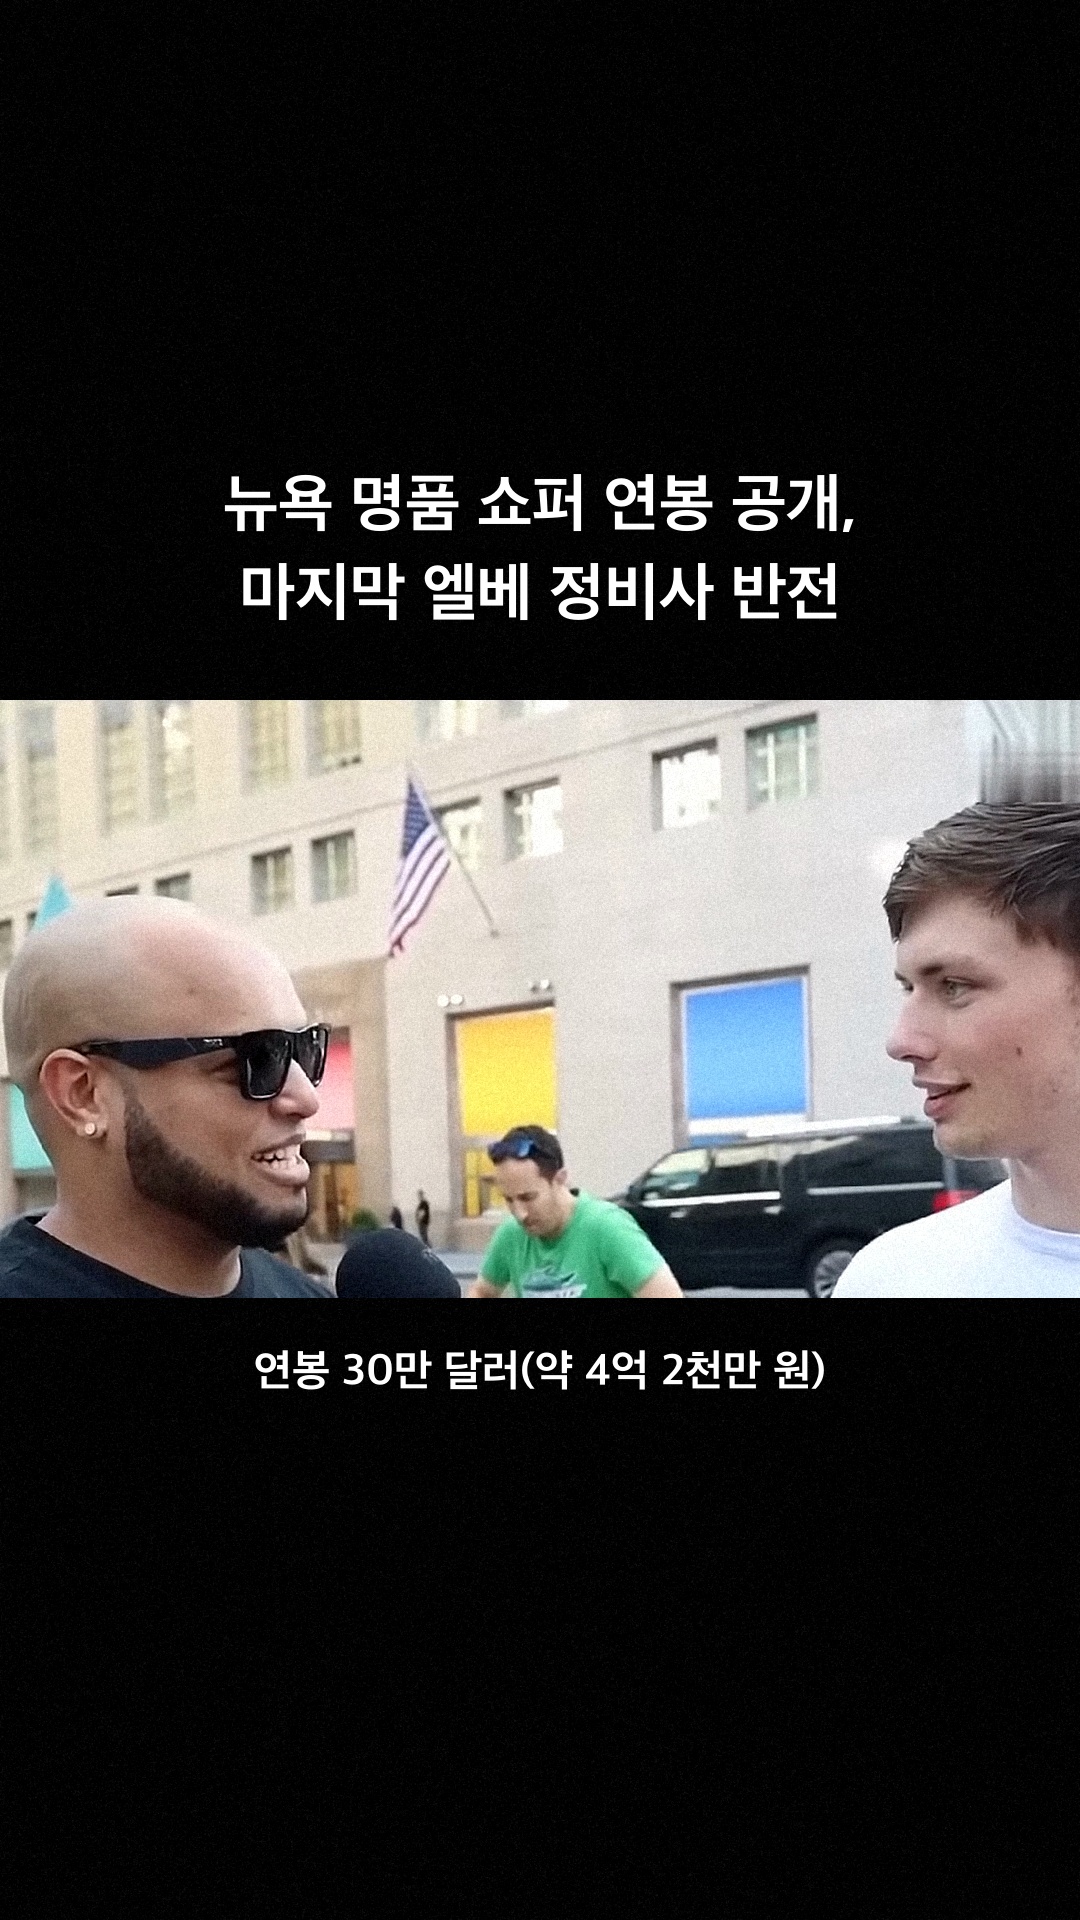 뉴욕 명품 쇼퍼 연봉 공개,
마지막 엘베 정비사 반전
연봉 30만 달러(약 4억 2천만 원)